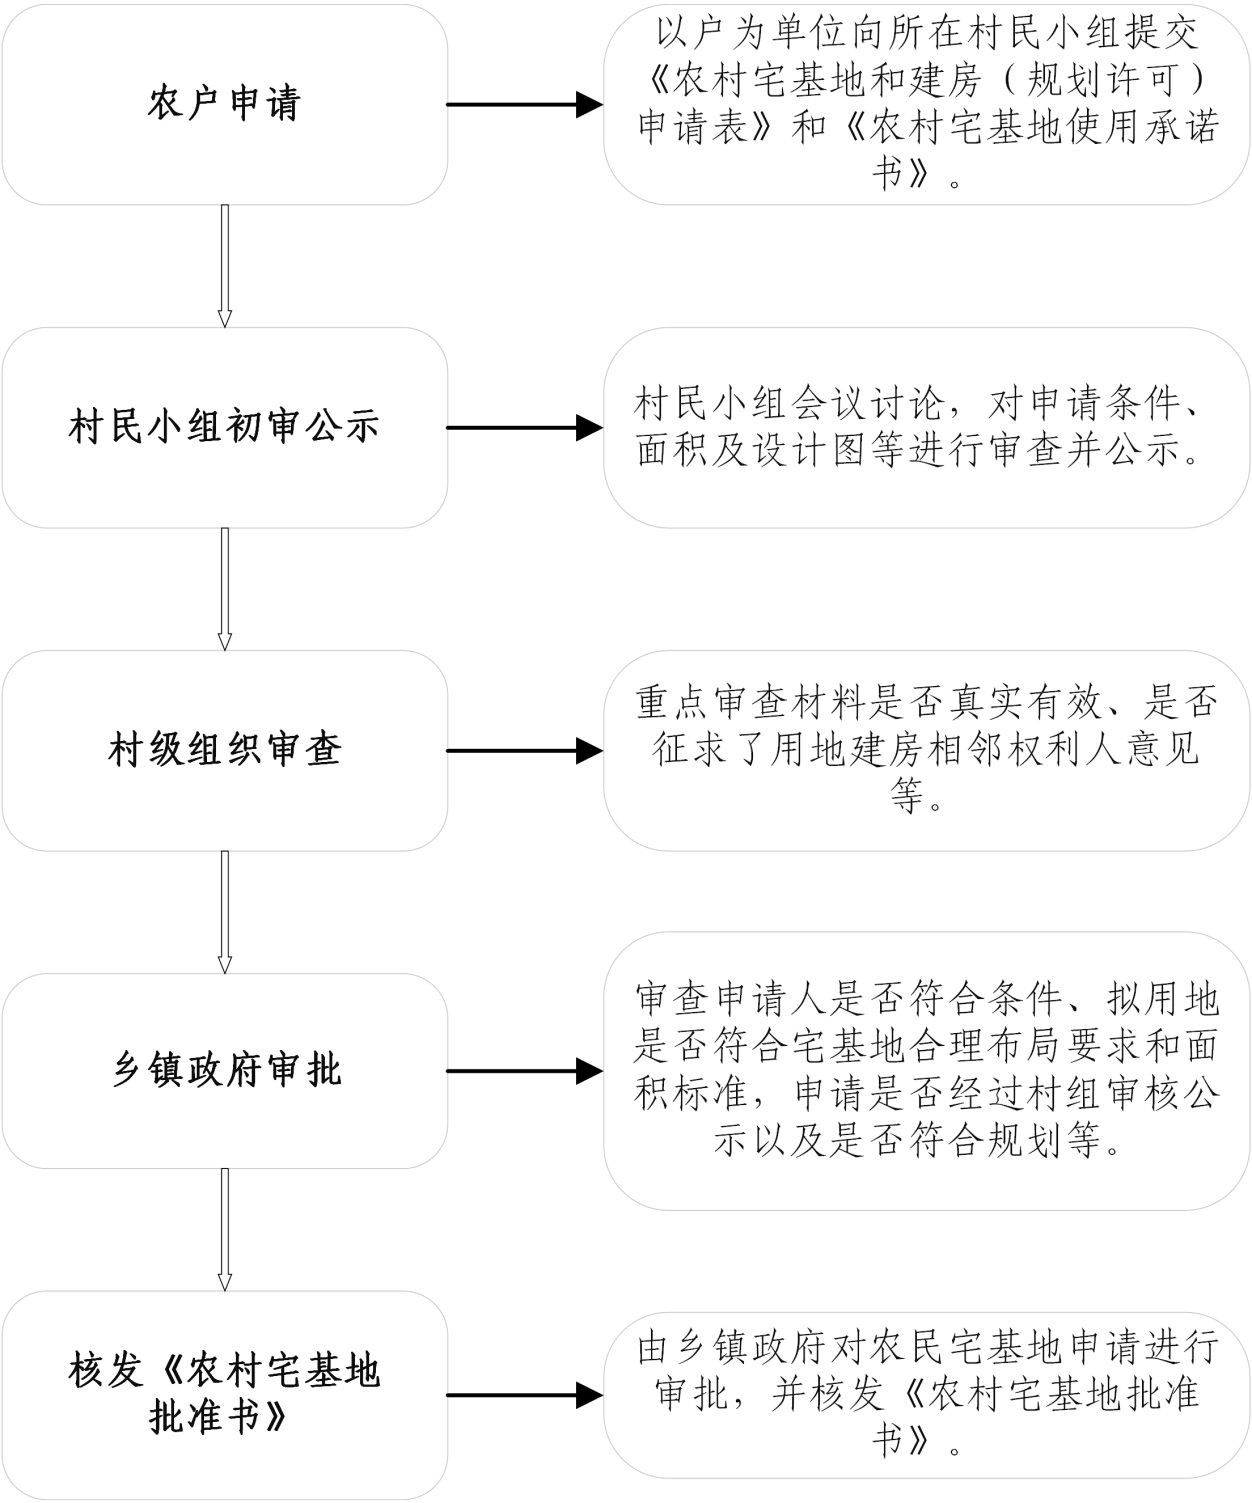 农户申请
以户为单位向所在村民小组提交
《农村宅基地和建房（规划许可）
申请表》和《农村宅基地使用承诺
书》。
村民小组初审公示
村民小组会议讨论，对申请条件、
面积及设计图等进行审查并公示。
村级组织审查
重点审查材料是否真实有效、是否
征求了用地建房相邻权利人意见
等。
乡镇政府审批
审查申请人是否符合条件、拟用地
是否符合宅基地合理布局要求和面
积标准，申请是否经过村组审核公
示以及是否符合规划等。
核发《农村宅基地
批准书》
由乡镇政府对农民宅基地申请进行
审批，并核发《农村宅基地批准
书》。